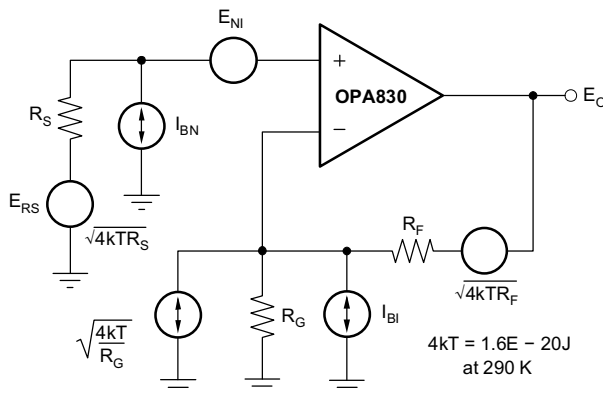 E_NI
+
OPA830
−
E_O
R_S
I_BN
E_RS
√4kTR_S
R_F
√4kTR_F
√4kT/R_G
R_G
I_BI
4kT = 1.6E − 20J
at 290 K